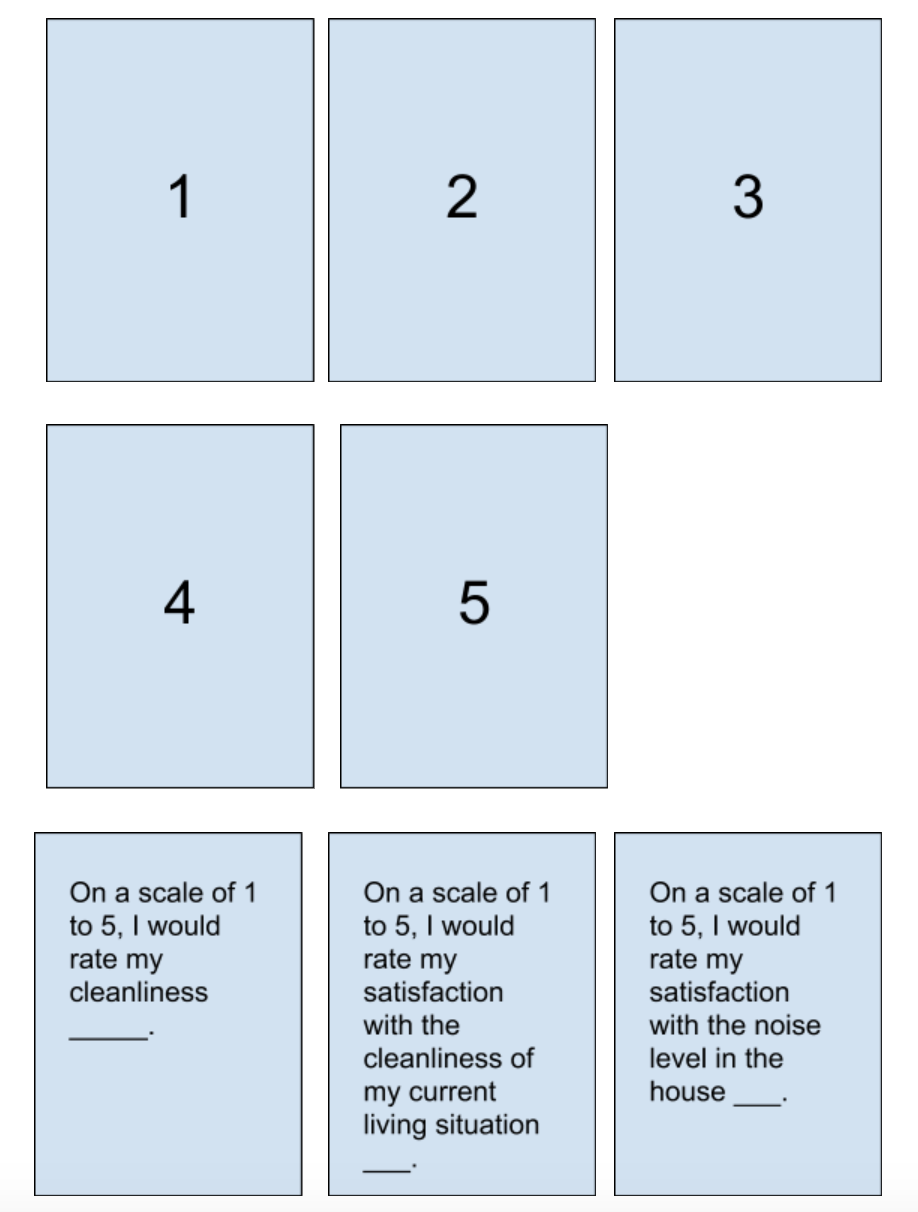 1
2
3
4
5
On a scale of 1
to 5, I would
rate my
cleanliness
_____.
On a scale of 1
to 5, I would
rate my
satisfaction
with the
cleanliness of
my current
living situation
___.
On a scale of 1
to 5, I would
rate my
satisfaction
with the noise
level in the
house ___.